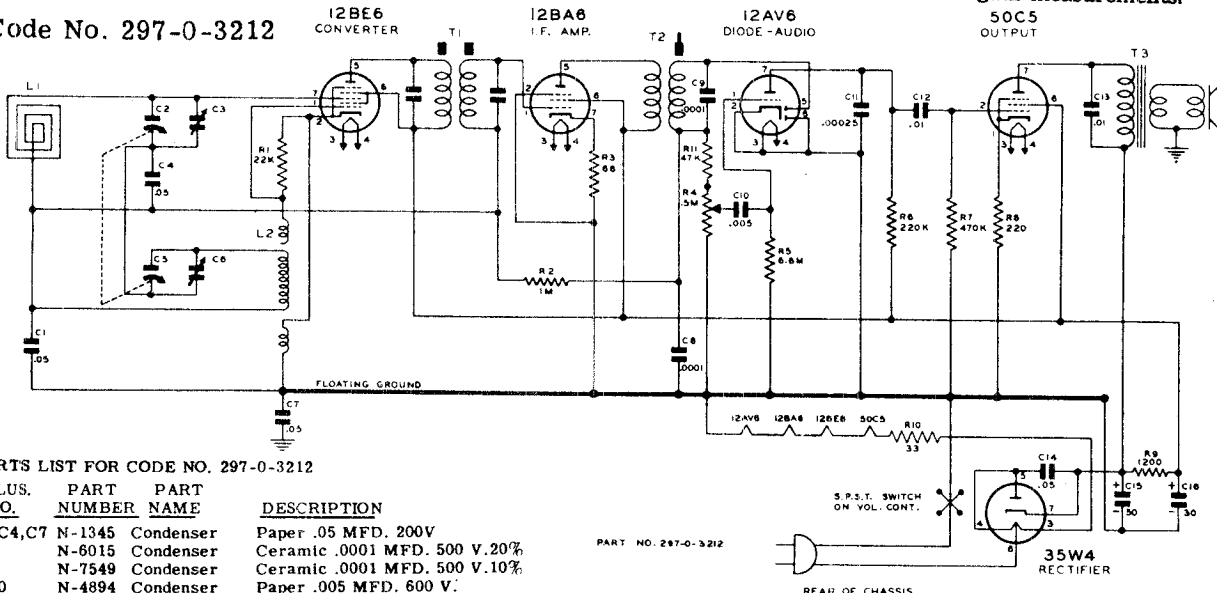 Code No. 297-0-3212
12BE6
CONVERTER
12BA6
I.F. AMP.
12AV6
DIODE-AUDIO
measurements.
50C5
OUTPUT
T1
T2
T3
L1
C2
C3
C4
.05
R1
22K
L2
C5
C6
C1
.05
C7
.05
FLOATING GROUND
R2
1M
R3
68
C9
.0001
R11
47K
R4
.5M
C10
.005
R5
6.8M
C8
.0001
C11
.00025
C12
.01
R6
220K
R7
470K
R8
220
C13
.01
12AV6
12BA6
12BE6
50C5
R10
33
C14
.05
R9
1200
C15
50
C16
30
S.P.S.T. SWITCH
ON VOL. CONT.
35W4
RECTIFIER
PART NO. 297-0-3212
REAR OF CHASSIS
RTS LIST FOR CODE NO. 297-0-3212
LUS. PART PART
O. NUMBER NAME DESCRIPTION
C4,C7 N-1345 Condenser Paper .05 MFD. 200V
N-6015 Condenser Ceramic .0001 MFD. 500 V.20%
N-7549 Condenser Ceramic .0001 MFD. 500 V.10%
0 N-4894 Condenser Paper .005 MFD. 600 V.